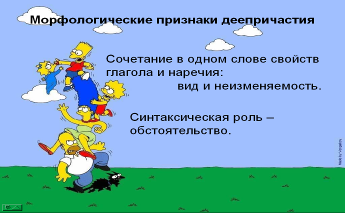 Морфологические признаки деепричастия
Сочетание в одном слове свойств
глагола и наречия:
вид и неизменяемость.
Синтаксическая роль –
обстоятельство.